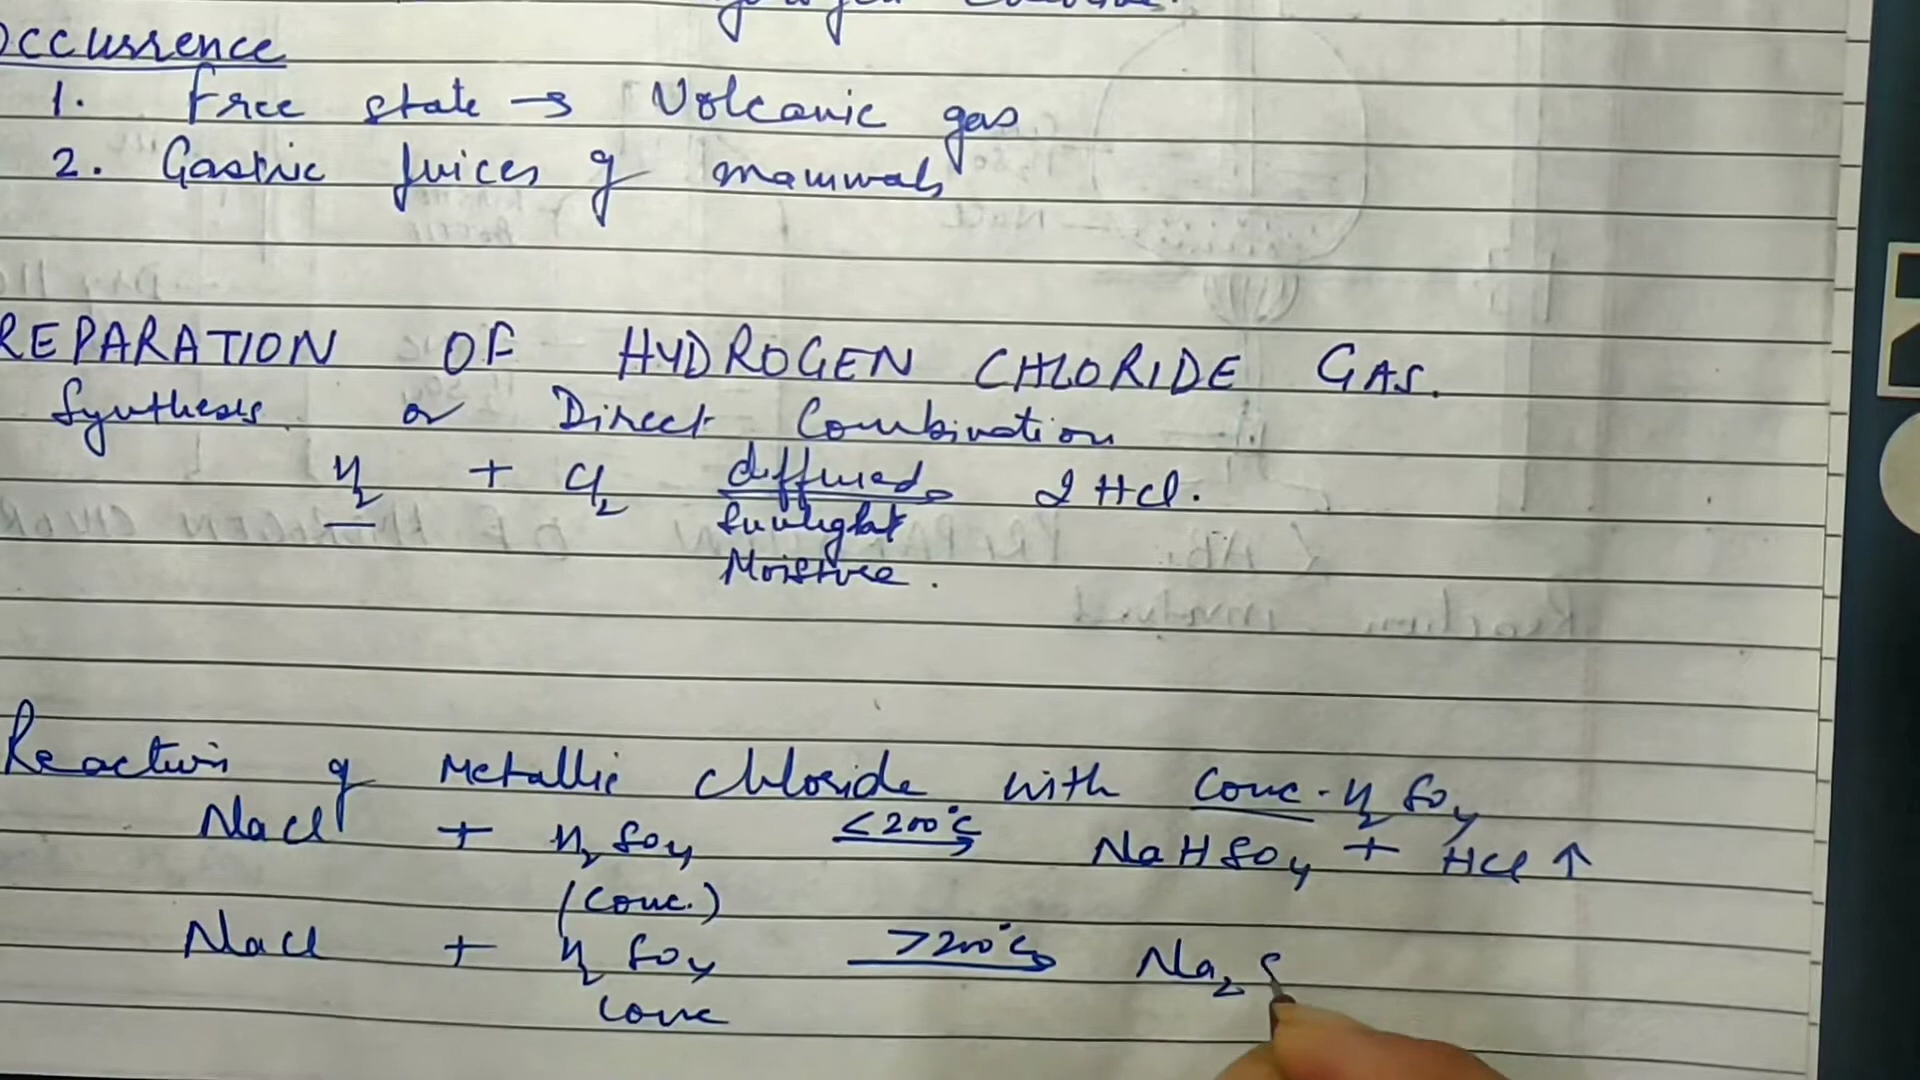 Occurrence
1. Free state → Volcanic gas
2. Gastric Juices of mammals
REPARATION OF HYDROGEN CHLORIDE GAS.
Synthesis or Direct Combination
H2 + Cl2 diffused 2HCl.
Sunlight
Moisture.
Reaction of Metallic Chloride with Conc. H2SO4
NaCl + H2SO4 <200°C NaHSO4 + HCl ↑
(Conc.)
NaCl + H2SO4 >200°C Na2S
Conc